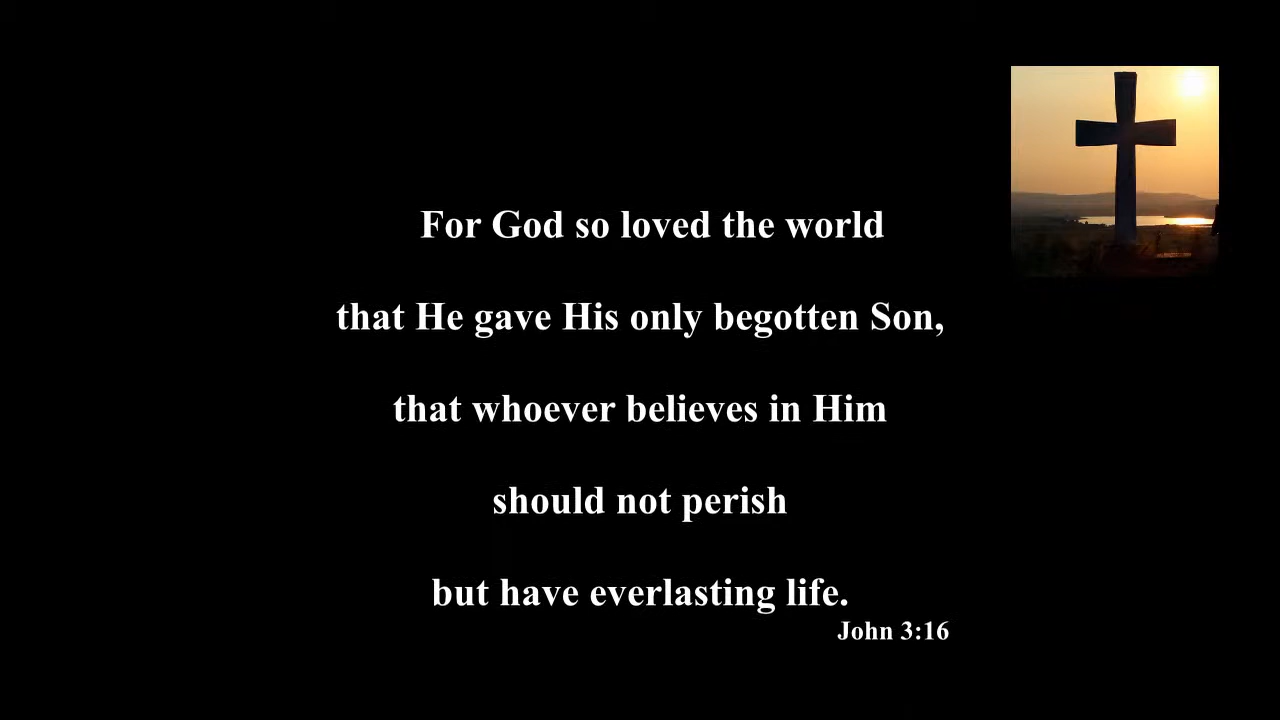 For God so loved the world
that He gave His only begotten Son,
that whoever believes in Him
should not perish
but have everlasting life.
John 3:16